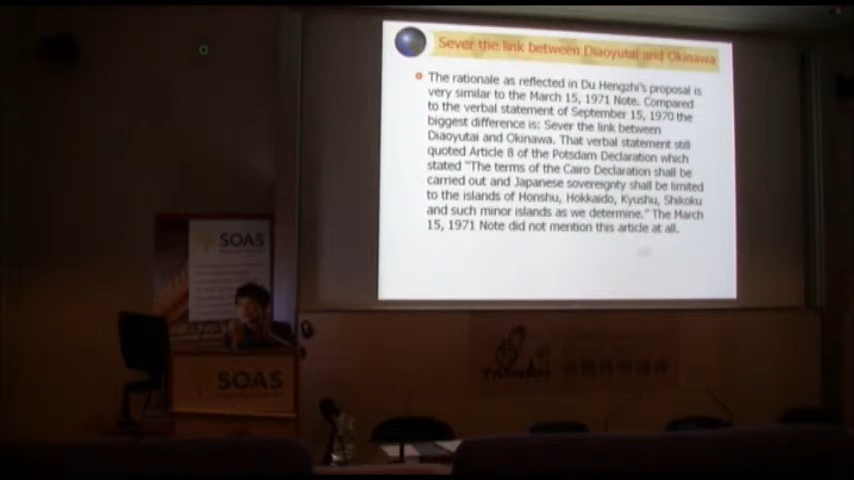 Sever the link between Diaoyutai and Okinawa
The rationale as reflected in Du Hengzhi's proposal is
very similar to the March 15, 1971 Note. Compared
to the verbal statement of September 15, 1970 the
biggest difference is: Sever the link between
Diaoyutai and Okinawa. That verbal statement still
quoted Article 8 of the Potsdam Declaration which
stated "The terms of the Cairo Declaration shall be
carried out and Japanese sovereignty shall be limited
to the islands of Honshu, Hokkaido, Kyushu, Shikoku
and such minor islands as we determine." The March
15, 1971 Note did not mention this article at all.
SOAS
SOAS
TAIWAN